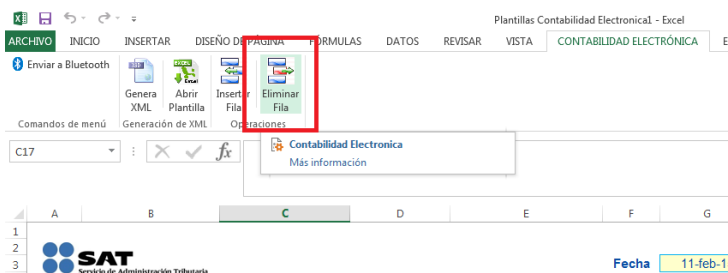 Plantillas Contabilidad Electronica1 - Excel
ARCHIVO INICIO INSERTAR DISEÑO DE PÁGINA FÓRMULAS DATOS REVISAR VISTA CONTABILIDAD ELECTRÓNICA
Enviar a Bluetooth
Genera XML
Abrir Plantilla
Insertar Fila
Eliminar Fila
Comandos de menú Generación de XML Operaciones
C17
fx
Contabilidad Electronica
Más información
A B C D E F G
1
2
3
SAT
Servicio de Administración Tributaria
Fecha 11-feb-1